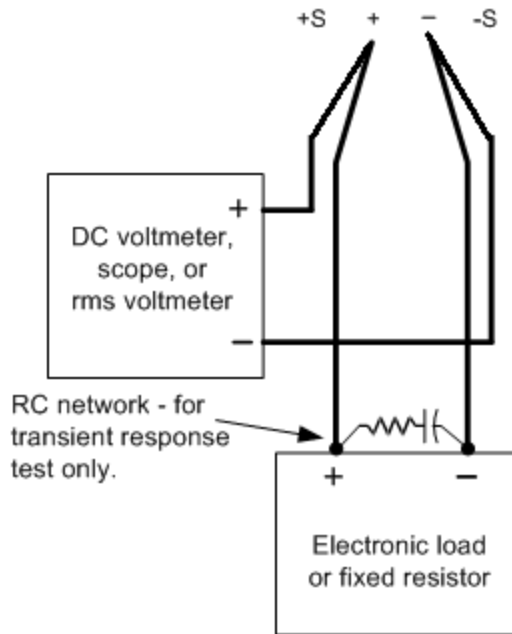 +S + – -S
+
DC voltmeter,
scope, or
rms voltmeter
–
RC network - for
transient response
test only.
+ –
Electronic load
or fixed resistor